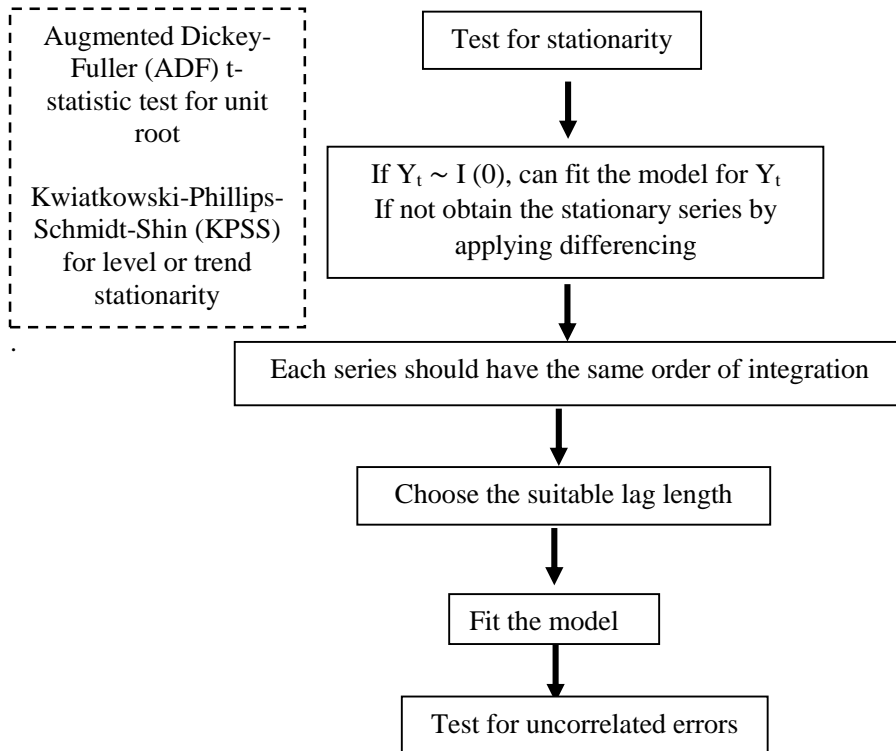 Augmented Dickey-
Fuller (ADF) t-
statistic test for unit
root
Kwiatkowski-Phillips-
Schmidt-Shin (KPSS)
for level or trend
stationarity
.
Test for stationarity
If Yₜ ~ I (0), can fit the model for Yₜ
If not obtain the stationary series by
applying differencing
Each series should have the same order of integration
Choose the suitable lag length
Fit the model
Test for uncorrelated errors